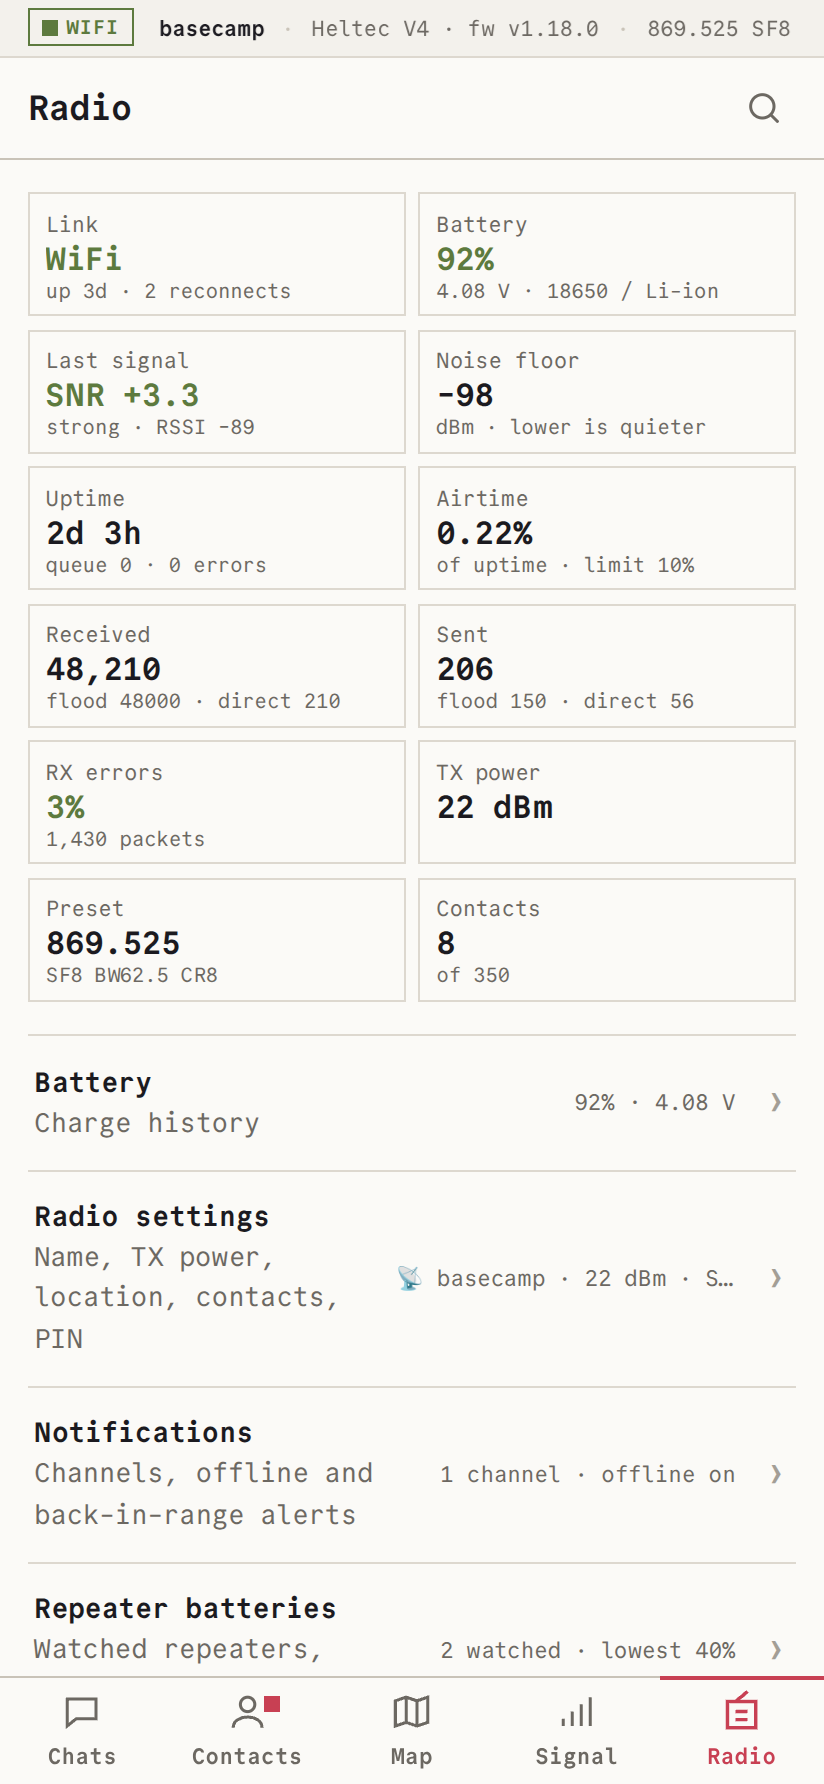 WIFI basecamp · Heltec V4 · fw v1.18.0 · 869.525 SF8
Radio
Link
WiFi
up 3d · 2 reconnects
Battery
92%
4.08 V · 18650 / Li-ion
Last signal
SNR +3.3
strong · RSSI -89
Noise floor
-98
dBm · lower is quieter
Uptime
2d 3h
queue 0 · 0 errors
Airtime
0.22%
of uptime · limit 10%
Received
48,210
flood 48000 · direct 210
Sent
206
flood 150 · direct 56
RX errors
3%
1,430 packets
TX power
22 dBm
Preset
869.525
SF8 BW62.5 CR8
Contacts
8
of 350
Battery
Charge history
92% · 4.08 V
Radio settings
Name, TX power,
location, contacts,
PIN
📡 basecamp · 22 dBm · S…
Notifications
Channels, offline and
back-in-range alerts
1 channel · offline on
Repeater batteries
Watched repeaters,
2 watched · lowest 40%
Chats
Contacts
Map
Signal
Radio